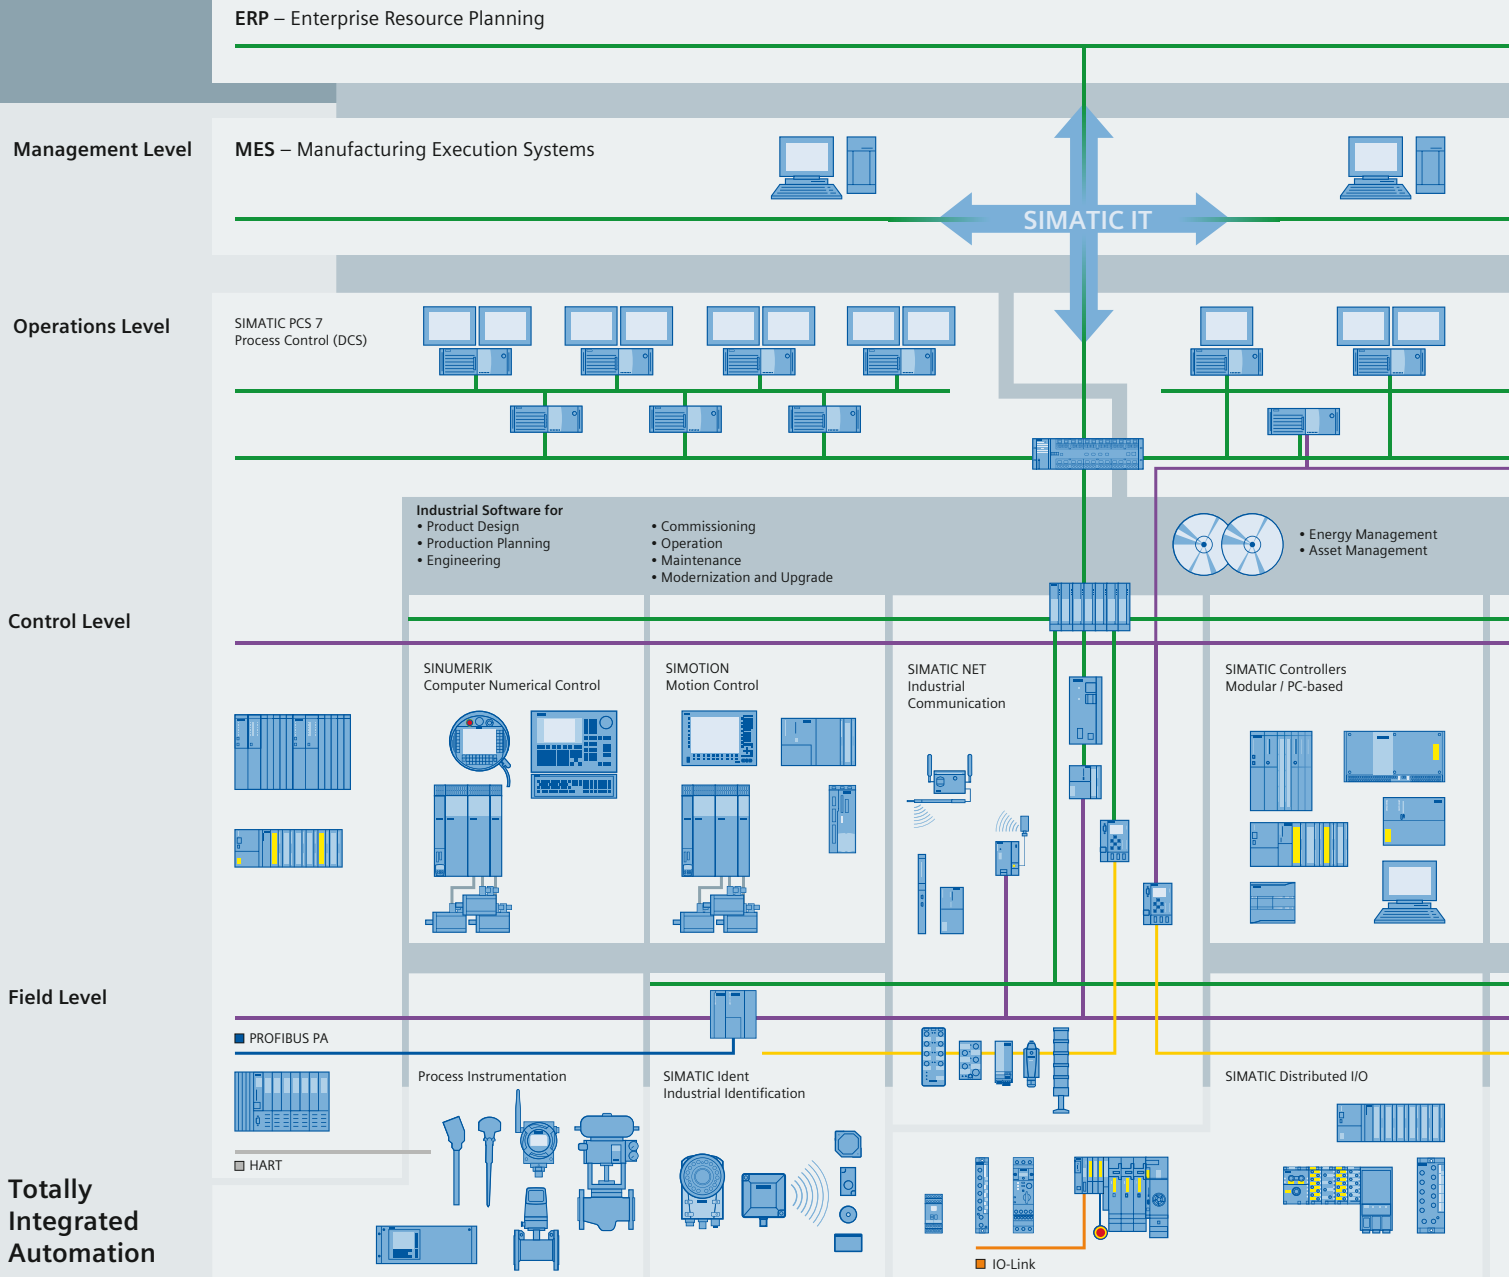 ERP – Enterprise Resource Planning
Management Level
MES – Manufacturing Execution Systems
SIMATIC IT
Operations Level
SIMATIC PCS 7
Process Control (DCS)
Industrial Software for
• Product Design
• Production Planning
• Engineering
• Commissioning
• Operation
• Maintenance
• Modernization and Upgrade
• Energy Management
• Asset Management
Control Level
SINUMERIK
Computer Numerical Control
SIMOTION
Motion Control
SIMATIC NET
Industrial
Communication
SIMATIC Controllers
Modular / PC-based
Field Level
PROFIBUS PA
Process Instrumentation
SIMATIC Ident
Industrial Identification
SIMATIC Distributed I/O
HART
IO-Link
Totally
Integrated
Automation